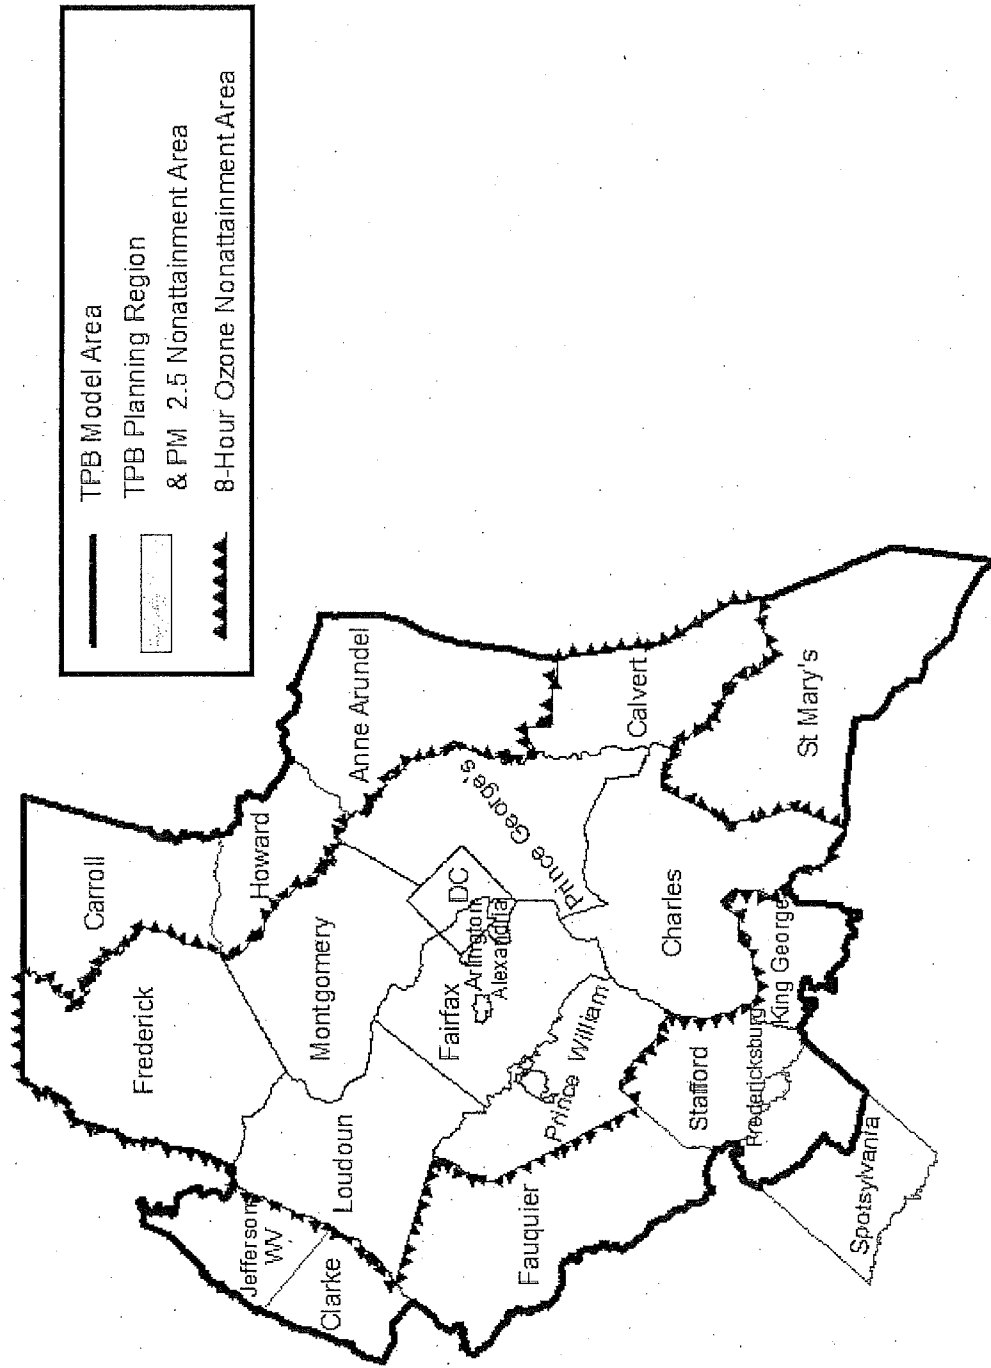 TPB Model Area
TPB Planning Region
& PM 2.5 Nonattainment Area
8-Hour Ozone Nonattainment Area
Carroll
Frederick
Howard
Anne Arundel
Montgomery
Jefferson
WV
Loudoun
Clarke
DC
Prince George's
Fairfax
Arlington
Alexandria
Fauquier
Prince William
Calvert
Charles
Stafford
King George
Fredericksburg
St Mary's
Spotsylvania